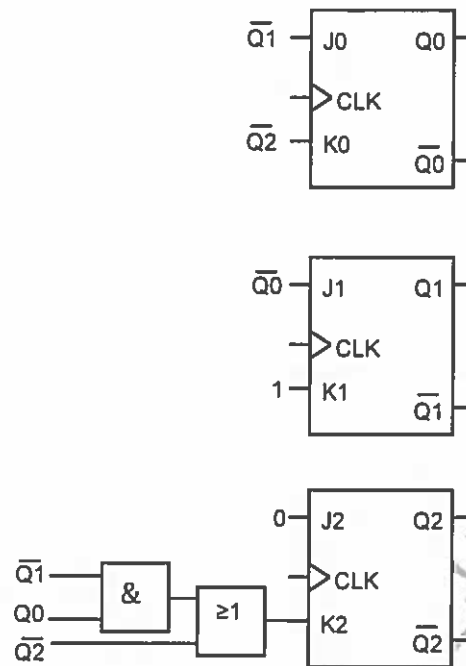 Q̅1̅ J0 Q0
CLK
Q̅2̅ K0 Q̅0̅
Q̅0̅ J1 Q1
CLK
1 K1 Q̅1̅
0 J2 Q2
Q̅1̅ & CLK
Q0 ≥1 K2
Q̅2̅ Q̅2̅